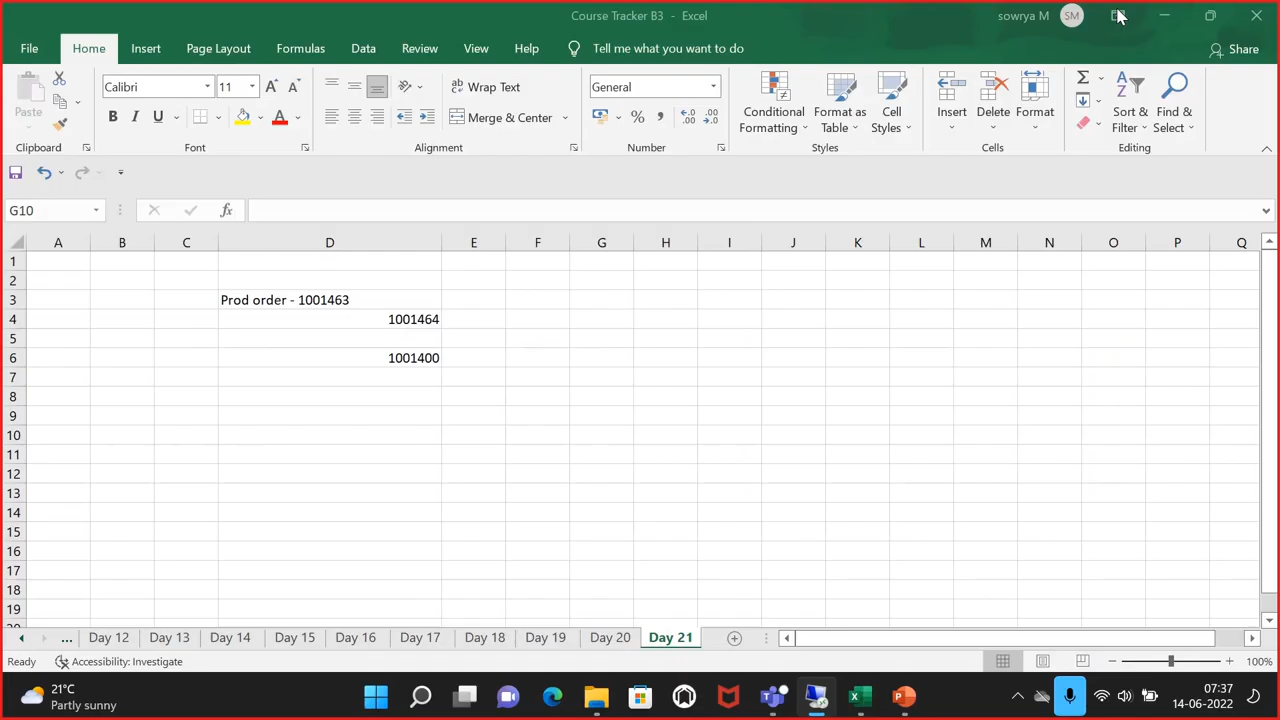 Course Tracker B3 - Excel
sowrya M SM
File Home Insert Page Layout Formulas Data Review View Help Tell me what you want to do Share
Calibri 11 Wrap Text General
Paste Merge & Center Conditional Formatting Format as Table Cell Styles Insert Delete Format Sort & Filter Find & Select
Clipboard Font Alignment Number Styles Cells Editing
G10 fx
A B C D E F G H I J K L M N O P Q
1
2
3 Prod order - 1001463
4 1001464
5
6 1001400
7
8
9
10
11
12
13
14
15
16
17
18
19
... Day 12 Day 13 Day 14 Day 15 Day 16 Day 17 Day 18 Day 19 Day 20 Day 21
Ready Accessibility: Investigate 100%
21°C 07:37
Partly sunny 14-06-2022